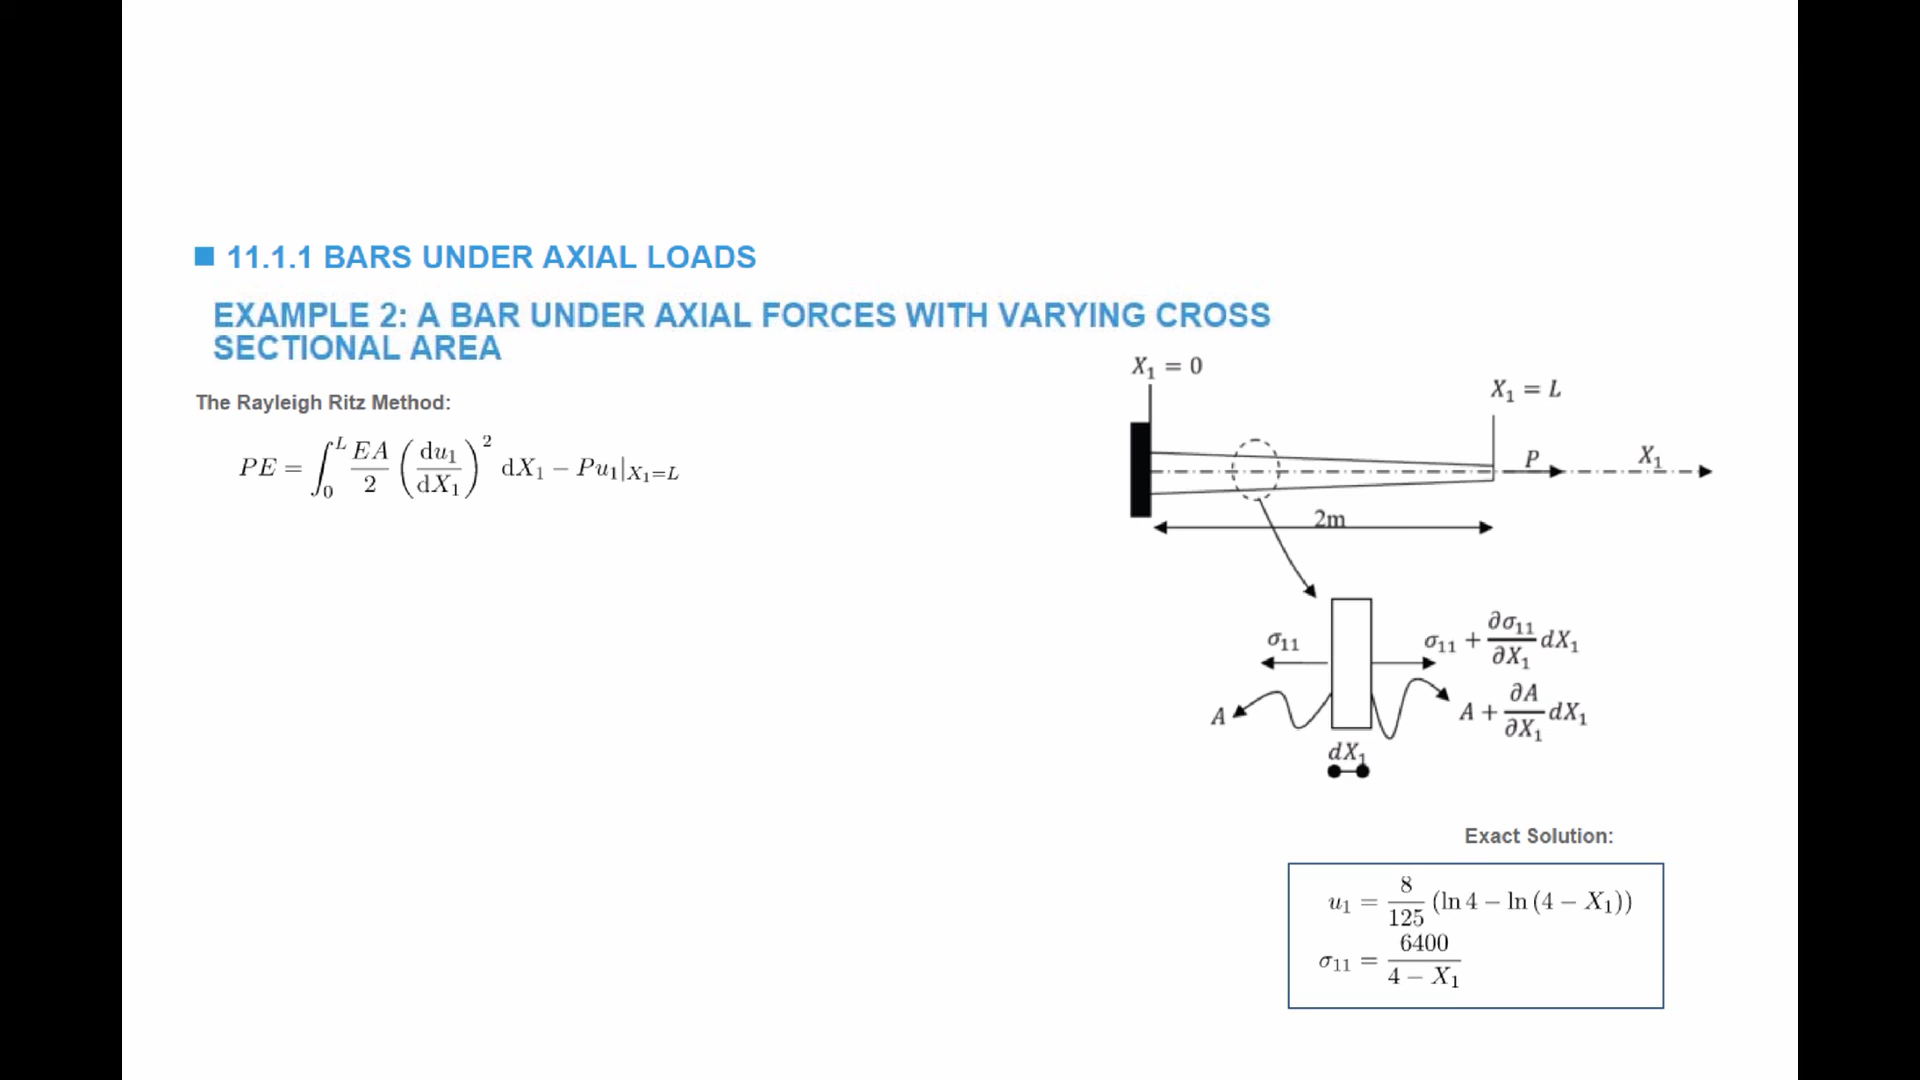 ■ 11.1.1 BARS UNDER AXIAL LOADS
EXAMPLE 2: A BAR UNDER AXIAL FORCES WITH VARYING CROSS
SECTIONAL AREA
The Rayleigh Ritz Method:
PE = ∫₀ᴸ EA/2 (du₁/dX₁)² dX₁ − Pu₁|X₁=L
X₁ = 0
X₁ = L
P
X₁
2m
σ₁₁
σ₁₁ + ∂σ₁₁/∂X₁ dX₁
A
A + ∂A/∂X₁ dX₁
dX₁
Exact Solution:
u₁ = 8/125 (ln 4 − ln (4 − X₁))
σ₁₁ = 6400/(4 − X₁)